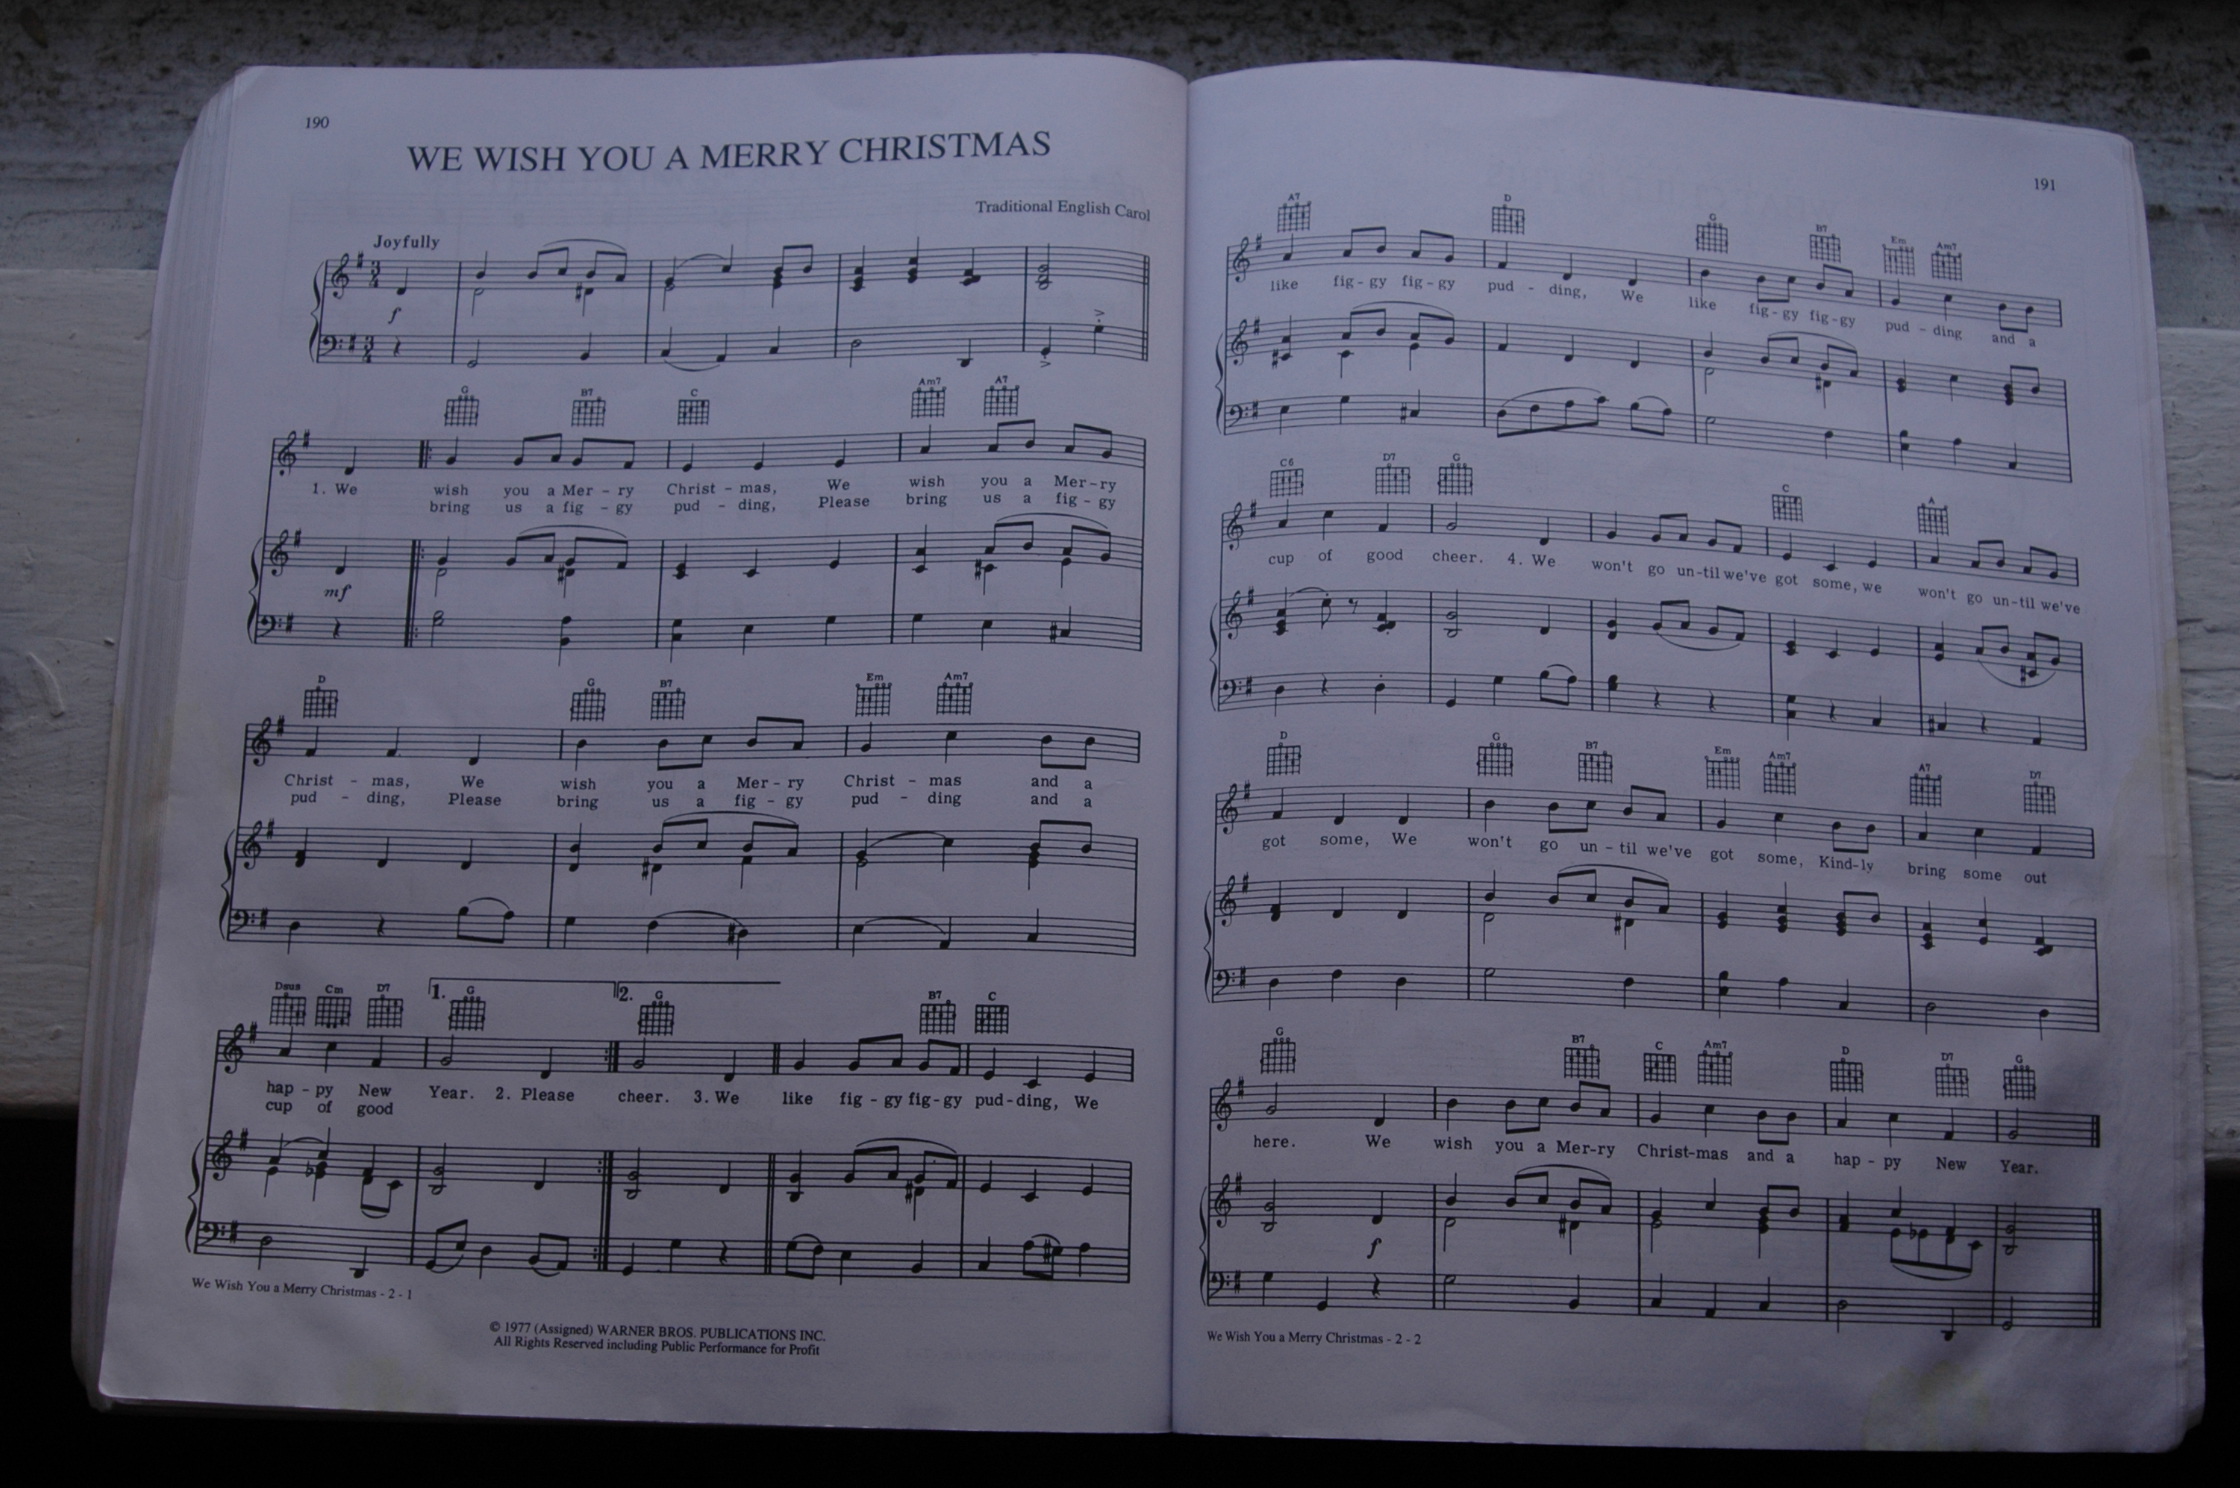 190
WE WISH YOU A MERRY CHRISTMAS
Traditional English Carol
Joyfully
f
G B7 C Am7 A7
1. We wish you a Mer - ry Christ - mas, We wish you a Mer - ry
bring us a fig - gy pud - ding, Please bring us a fig - gy
mf
D G B7 Em Am7
Christ - mas, We wish you a Mer - ry Christ - mas and a
pud - ding, Please bring us a fig - gy pud - ding and a
1. 2.
Dsus Cm D7 G G B7 C
hap - py New Year. 2. Please cheer. 3. We like fig - gy fig - gy pud - ding, We
cup of good
© 1977 (Assigned) WARNER BROS. PUBLICATIONS INC.
All Rights Reserved including Public Performance for Profit
We Wish You a Merry Christmas - 2 - 1
191
A7 D G B7 Em Am7
like fig - gy fig - gy pud - ding, We like fig - gy fig - gy pud - ding and a
C6 D7 G C A
cup of good cheer. 4. We won't go un-til we've got some, we won't go un-til we've
D G B7 Em Am7 A7 D7
got some, We won't go un - til we've got some, Kind-ly bring some out
G B7 C Am7 D D7 G
here. We wish you a Mer-ry Christ-mas and a hap - py New Year.
f
We Wish You a Merry Christmas - 2 - 2